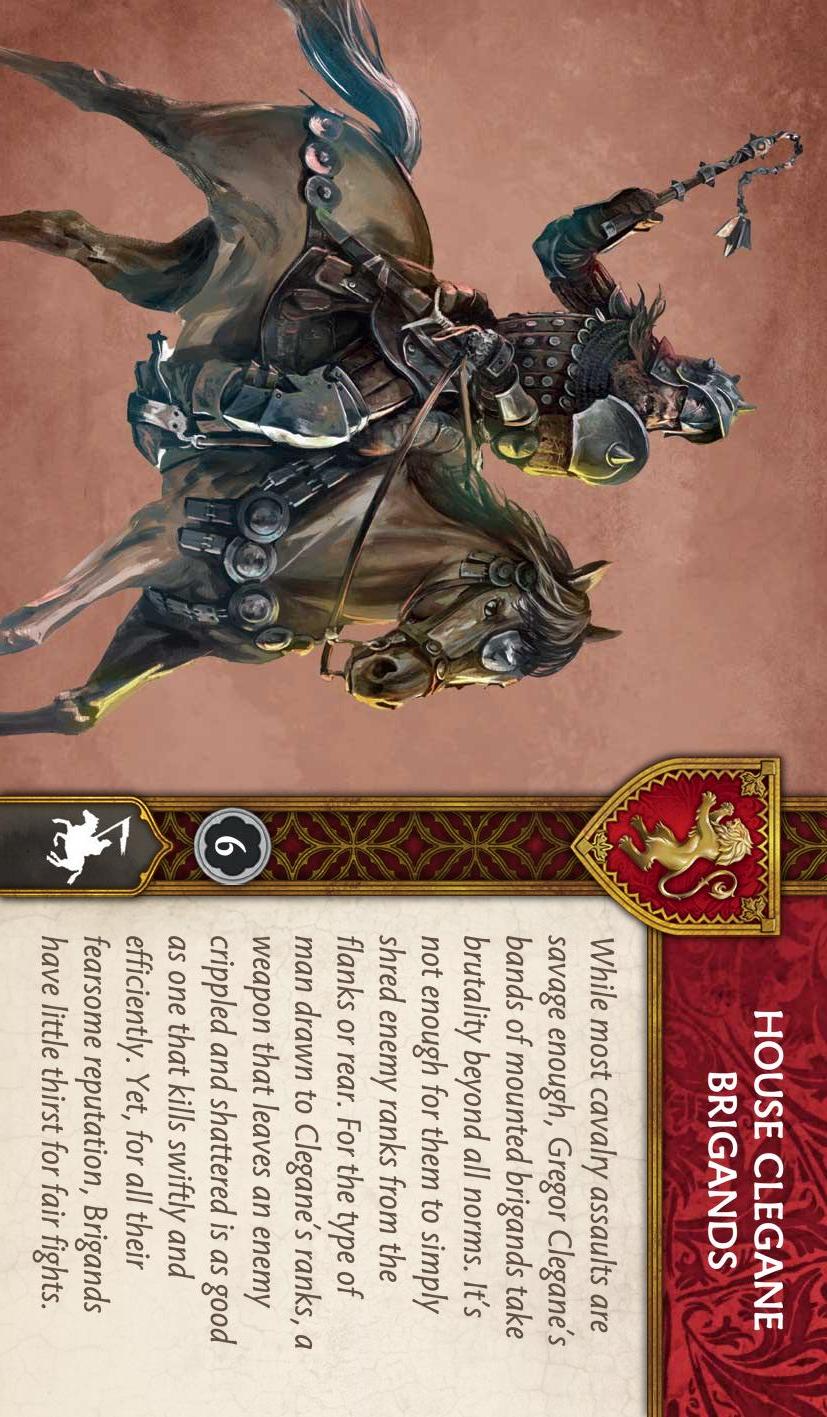 HOUSE CLEGANE
BRIGANDS
While most cavalry assaults are
savage enough, Gregor Clegane's
bands of mounted brigands take
brutality beyond all norms. It's
not enough for them to simply
shred enemy ranks from the
flanks or rear. For the type of
man drawn to Clegane's ranks, a
weapon that leaves an enemy
crippled and shattered is as good
as one that kills swiftly and
efficiently. Yet, for all their
fearsome reputation, Brigands
have little thirst for fair fights.
6